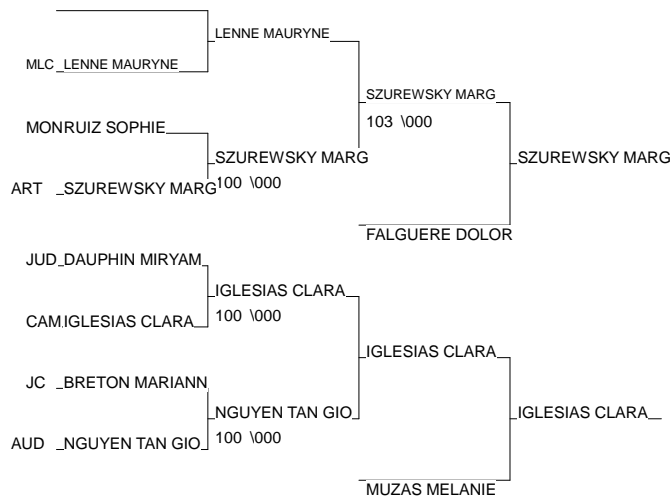 LENNE MAURYNE
MLC LENNE MAURYNE
SZUREWSKY MARG
103 \000
MONRUIZ SOPHIE
SZUREWSKY MARG
SZUREWSKY MARG
ART SZUREWSKY MARG
100 \000
FALGUERE DOLOR
JUD DAUPHIN MIRYAM
IGLESIAS CLARA
100 \000
CAM IGLESIAS CLARA
IGLESIAS CLARA
JC BRETON MARIANN
NGUYEN TAN GIO
IGLESIAS CLARA
100 \000
AUD NGUYEN TAN GIO
MUZAS MELANIE